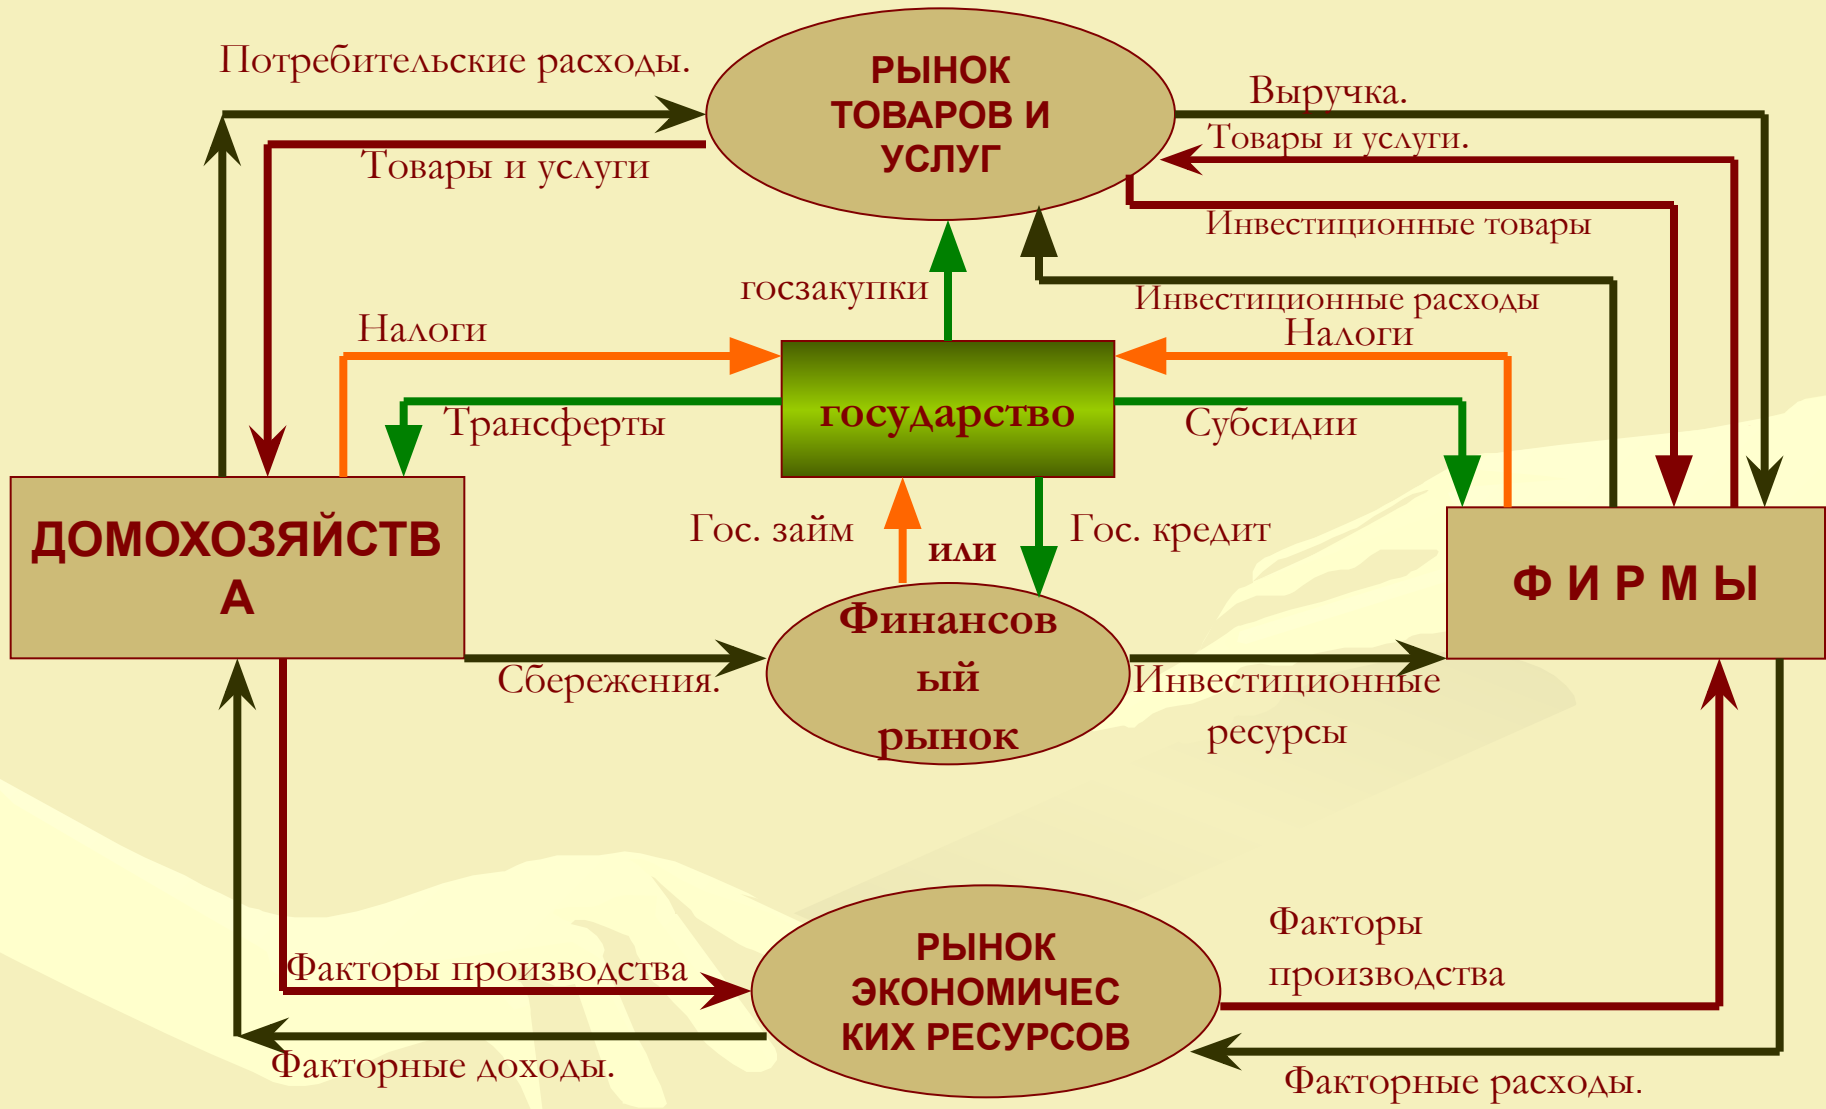 Потребительские расходы.
РЫНОК
ТОВАРОВ И
УСЛУГ
Выручка.
Товары и услуги.
Товары и услуги
Инвестиционные товары
госзакупки
Инвестиционные расходы
Налоги
Налоги
государство
Трансферты
Субсидии
ДОМОХОЗЯЙСТВ
А
Гос. займ
или
Гос. кредит
Ф И Р М Ы
Финансов
ый
рынок
Сбережения.
Инвестиционные
ресурсы
Факторы
производства
Факторы производства
РЫНОК
ЭКОНОМИЧЕС
КИХ РЕСУРСОВ
Факторные доходы.
Факторные расходы.